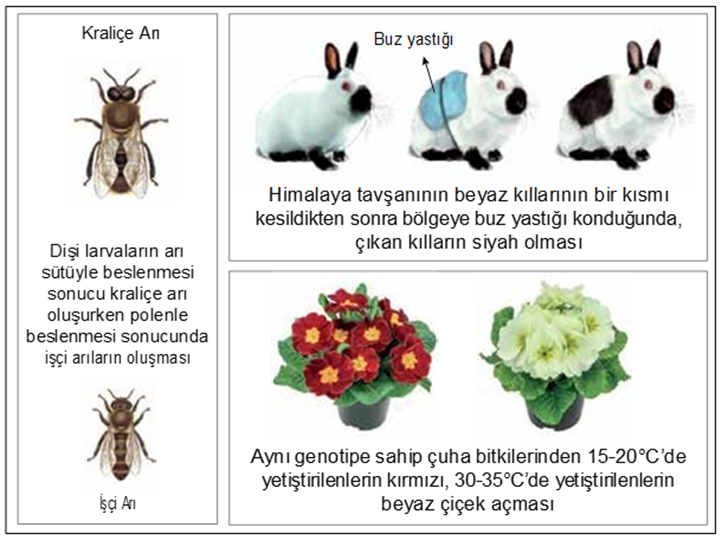 Kraliçe Arı
Dişi larvaların arı
sütüyle beslenmesi
sonucu kraliçe arı
oluşurken polenle
beslenmesi sonucunda
işçi arıların oluşması
İşçi Arı
Buz yastığı
Himalaya tavşanının beyaz kıllarının bir kısmı
kesildikten sonra bölgeye buz yastığı konduğunda,
çıkan kılların siyah olması
Aynı genotipe sahip çuha bitkilerinden 15-20°C’de
yetiştirilenlerin kırmızı, 30-35°C’de yetiştirilenlerin
beyaz çiçek açması